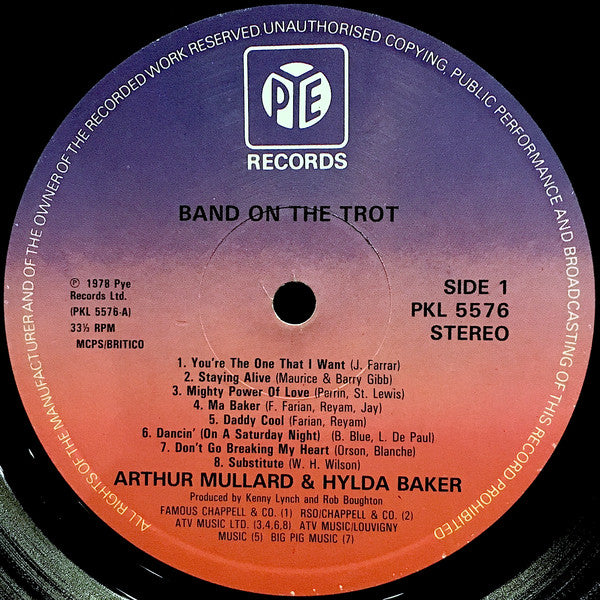 ALL RIGHTS OF THE MANUFACTURER AND OF THE OWNER OF THE RECORDED WORK RESERVED UNAUTHORISED COPYING, PUBLIC PERFORMANCE AND BROADCASTING OF THIS RECORD PROHIBITED
PYE
RECORDS
BAND ON THE TROT
℗ 1978 Pye
Records Ltd.
(PKL 5576-A)
33⅓ RPM
MCPS/BRITICO
SIDE 1
PKL 5576
STEREO
1. You're The One That I Want (J. Farrar)
2. Staying Alive (Maurice & Barry Gibb)
3. Mighty Power Of Love (Perrin, St. Lewis)
4. Ma Baker (F. Farian, Reyam, Jay)
5. Daddy Cool (Farian, Reyam)
6. Dancin' (On A Saturday Night) (B. Blue, L. De Paul)
7. Don't Go Breaking My Heart (Orson, Blanche)
8. Substitute (W. H. Wilson)
ARTHUR MULLARD & HYLDA BAKER
Produced by Kenny Lynch and Rob Boughton
FAMOUS CHAPPELL & CO. (1) RSO/CHAPPELL & CO. (2)
ATV MUSIC LTD. (3,4,6,8) ATV MUSIC/LOUVIGNY
MUSIC (5) BIG PIG MUSIC (7)